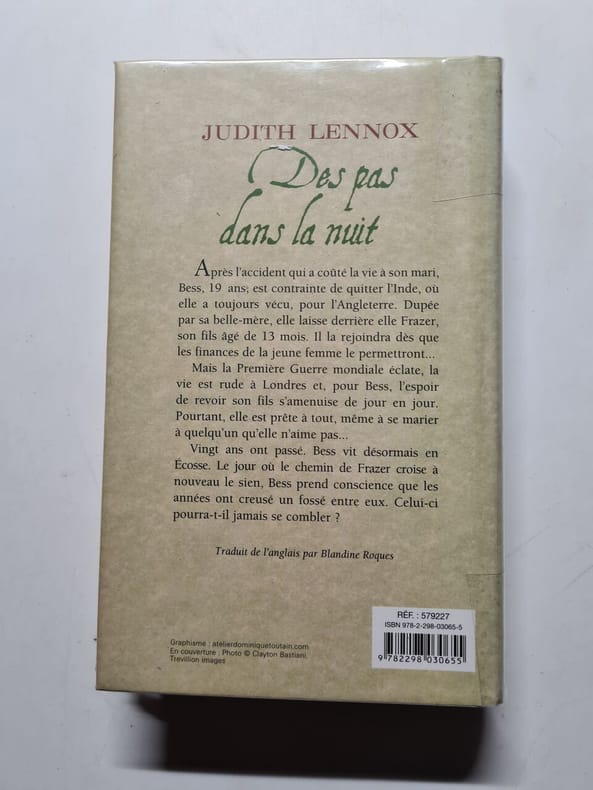 JUDITH LENNOX
Des pas
dans la nuit
Après l'accident qui a coûté la vie à son mari,
Bess, 19 ans, est contrainte de quitter l'Inde, où
elle a toujours vécu, pour l'Angleterre. Dupée
par sa belle-mère, elle laisse derrière elle Frazer,
son fils âgé de 13 mois. Il la rejoindra dès que
les finances de la jeune femme le permettront...
Mais la Première Guerre mondiale éclate, la
vie est rude à Londres et, pour Bess, l'espoir
de revoir son fils s'amenuise de jour en jour.
Pourtant, elle est prête à tout, même à se marier
à quelqu'un qu'elle n'aime pas...
Vingt ans ont passé. Bess vit désormais en
Écosse. Le jour où le chemin de Frazer croise à
nouveau le sien, Bess prend conscience que les
années ont creusé un fossé entre eux. Celui-ci
pourra-t-il jamais se combler ?
Traduit de l'anglais par Blandine Roques
RÉF. : 579227
ISBN 978-2-298-03065-5
9 782298 030655
Graphisme : atelierdominiquetoutain.com
En couverture : Photo © Clayton Bastiani,
Trevillion images